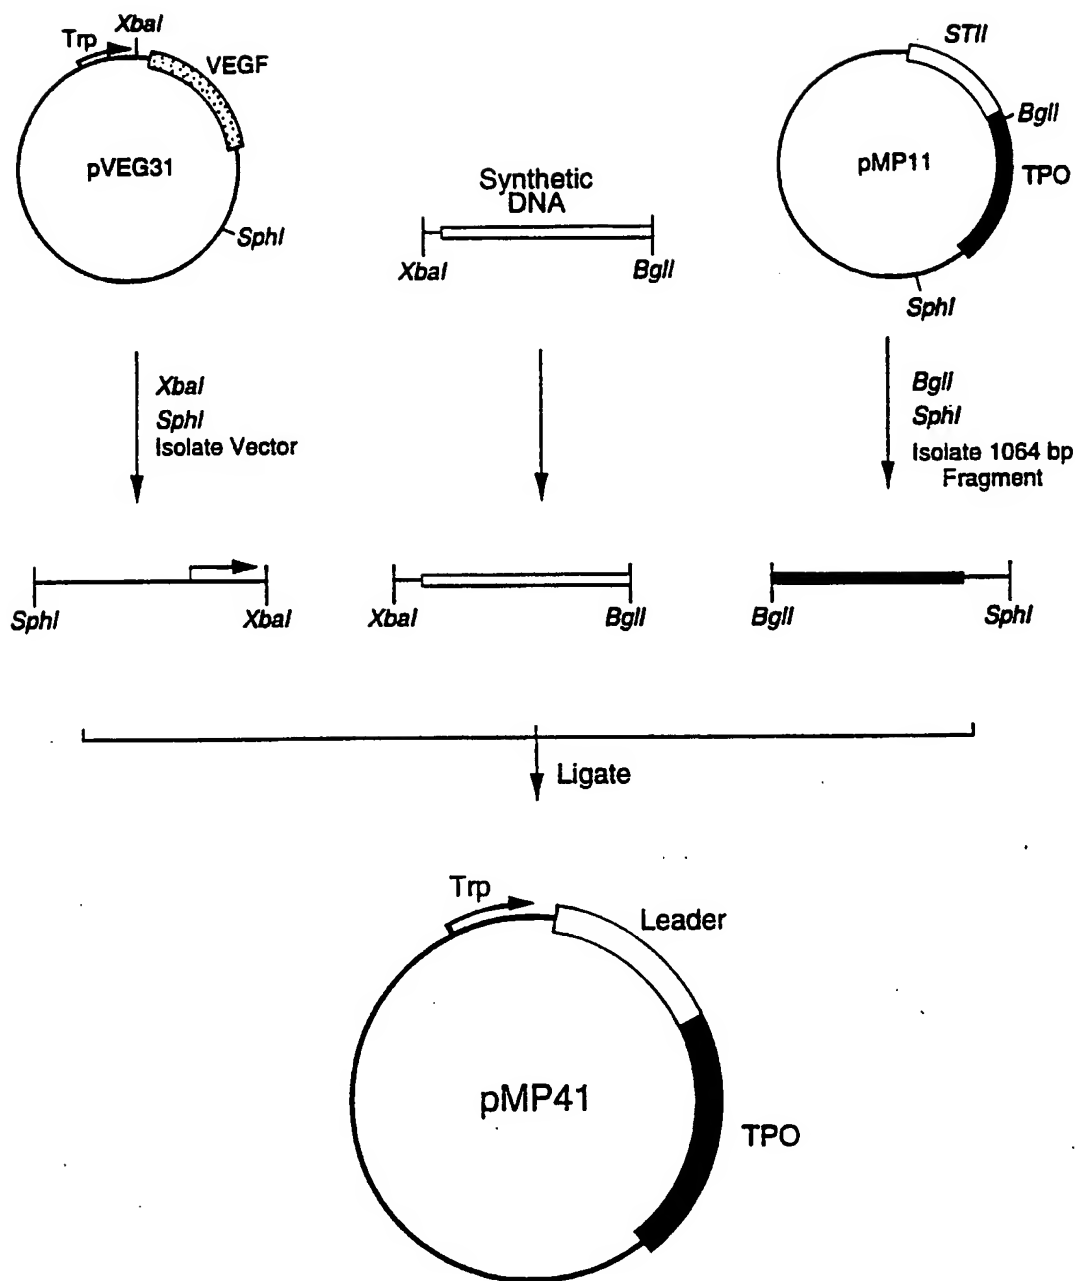 XbaI
Trp
VEGF
pVEG31
SphI
Synthetic
DNA
XbaI
BglI
STII
BglI
pMP11
TPO
SphI
XbaI
SphI
Isolate Vector
BglI
SphI
Isolate 1064 bp
Fragment
SphI
XbaI
XbaI
BglI
BglI
SphI
Ligate
Trp
Leader
pMP41
TPO